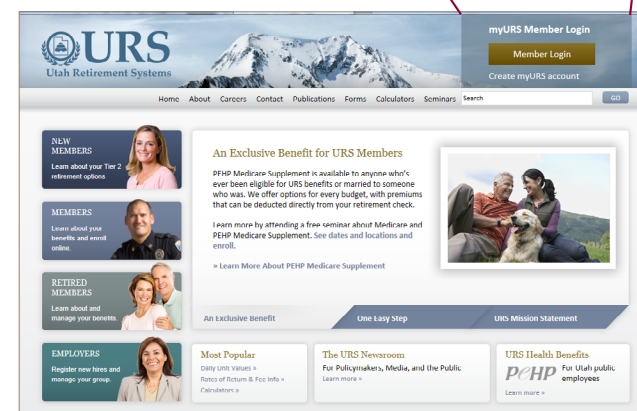 URS
Utah Retirement Systems
myURS Member Login
Member Login
Create myURS account
Home About Careers Contact Publications Forms Calculators Seminars Search GO
NEW
MEMBERS
Learn about your Tier 2
retirement options
MEMBERS
Learn about your
benefits and enroll
online.
RETIRED
MEMBERS
Learn about and
manage your benefits.
EMPLOYERS
Register new hires and
manage your group.
An Exclusive Benefit for URS Members
PEHP Medicare Supplement is available to anyone who's
ever been eligible for URS benefits or married to someone
who was. We offer options for every budget, with premiums
that can be deducted directly from your retirement check.
Learn more by attending a free seminar about Medicare and
PEHP Medicare Supplement. See dates and locations and
enroll.
» Learn More About PEHP Medicare Supplement
An Exclusive Benefit One Easy Step URS Mission Statement
Most Popular
Daily Unit Values »
Rates of Return & Fee Info »
Calculators »
The URS Newsroom
For Policymakers, Media, and the Public
Learn more »
URS Health Benefits
PEHP For Utah public
employees
Learn more »